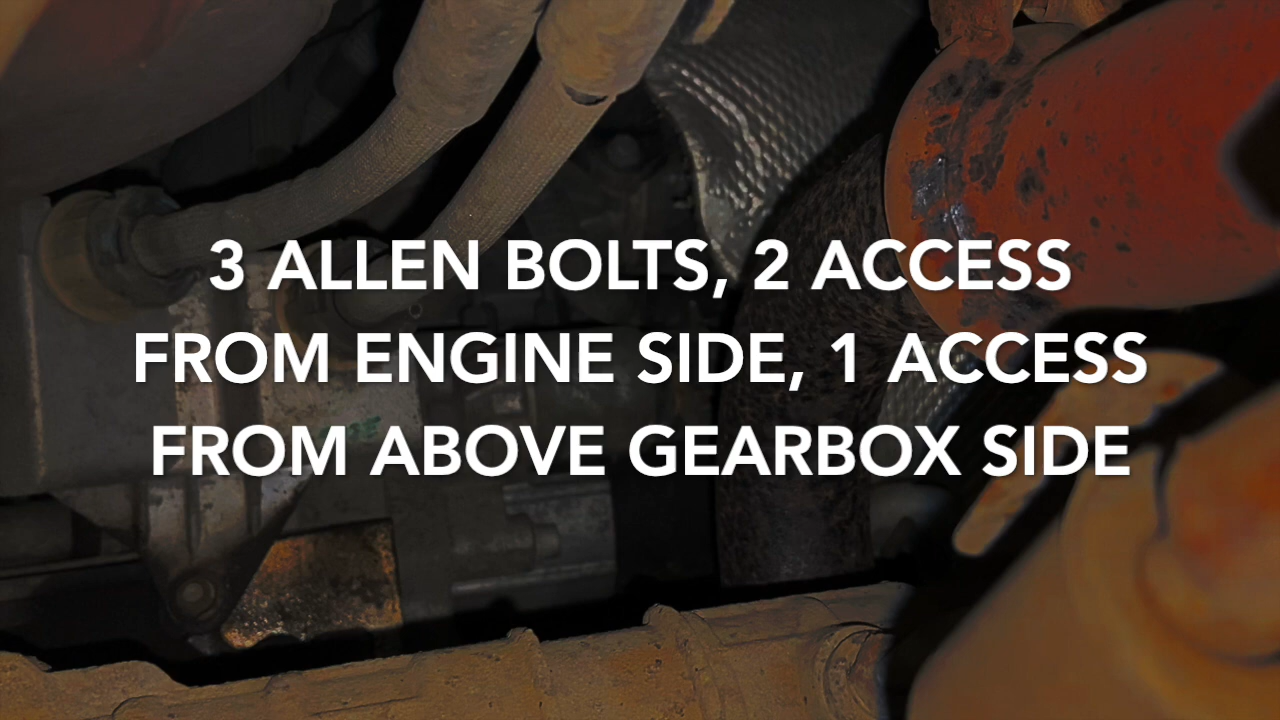 3 ALLEN BOLTS, 2 ACCESS
FROM ENGINE SIDE, 1 ACCESS
FROM ABOVE GEARBOX SIDE